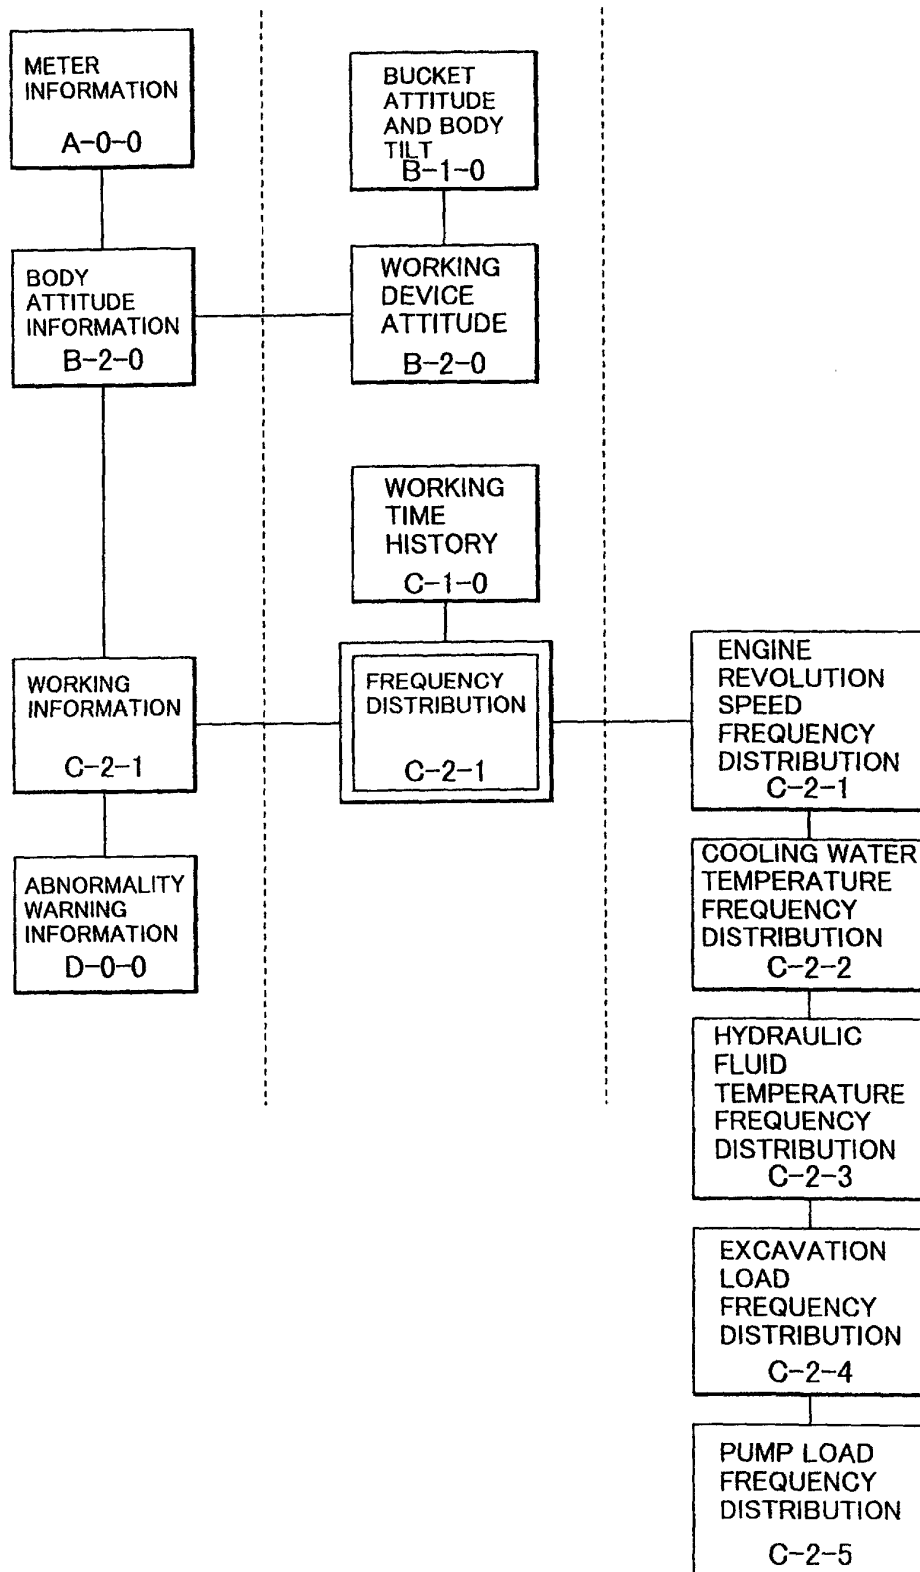 METER
INFORMATION
A-0-0
BODY
ATTITUDE
INFORMATION
B-2-0
WORKING
INFORMATION
C-2-1
ABNORMALITY
WARNING
INFORMATION
D-0-0
BUCKET
ATTITUDE
AND BODY
TILT
B-1-0
WORKING
DEVICE
ATTITUDE
B-2-0
WORKING
TIME
HISTORY
C-1-0
FREQUENCY
DISTRIBUTION
C-2-1
ENGINE
REVOLUTION
SPEED
FREQUENCY
DISTRIBUTION
C-2-1
COOLING WATER
TEMPERATURE
FREQUENCY
DISTRIBUTION
C-2-2
HYDRAULIC
FLUID
TEMPERATURE
FREQUENCY
DISTRIBUTION
C-2-3
EXCAVATION
LOAD
FREQUENCY
DISTRIBUTION
C-2-4
PUMP LOAD
FREQUENCY
DISTRIBUTION
C-2-5